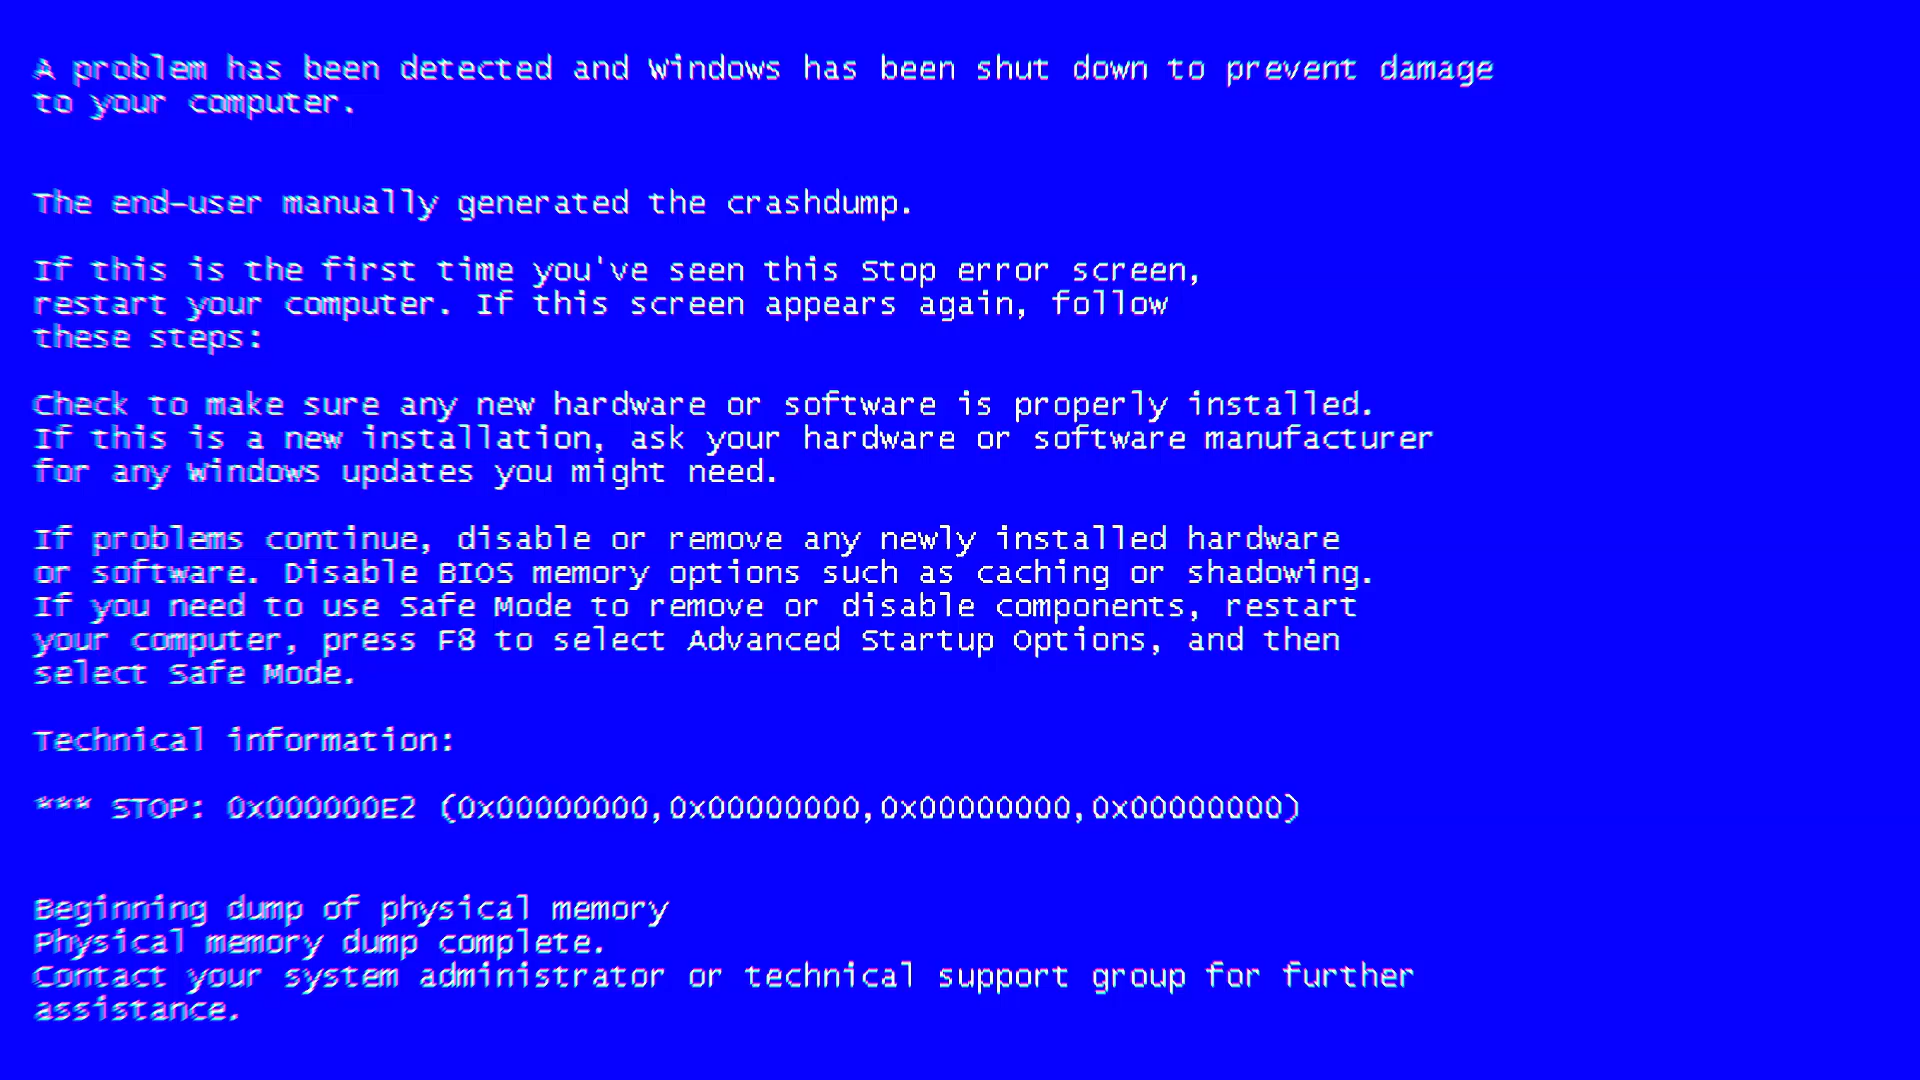 A problem has been detected and Windows has been shut down to prevent damage
to your computer.
The end-user manually generated the crashdump.
If this is the first time you've seen this Stop error screen,
restart your computer. If this screen appears again, follow
these steps:
Check to make sure any new hardware or software is properly installed.
If this is a new installation, ask your hardware or software manufacturer
for any Windows updates you might need.
If problems continue, disable or remove any newly installed hardware
or software. Disable BIOS memory options such as caching or shadowing.
If you need to use Safe Mode to remove or disable components, restart
your computer, press F8 to select Advanced Startup Options, and then
select Safe Mode.
Technical information:
*** STOP: 0x000000E2 (0x00000000,0x00000000,0x00000000,0x00000000)
Beginning dump of physical memory
Physical memory dump complete.
Contact your system administrator or technical support group for further
assistance.